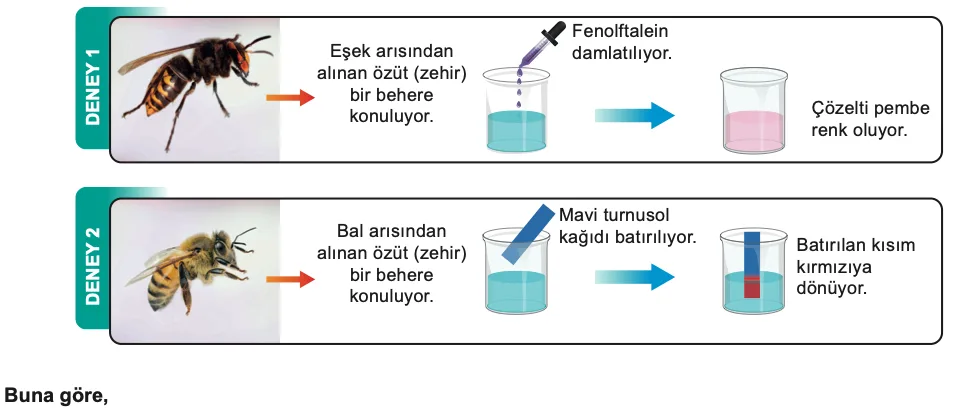 DENEY 1
Eşek arısından
alınan özüt (zehir)
bir behere
konuluyor.
Fenolftalein
damlatılıyor.
Çözelti pembe
renk oluyor.
DENEY 2
Bal arısından
alınan özüt (zehir)
bir behere
konuluyor.
Mavi turnusol
kağıdı batırılıyor.
Batırılan kısım
kırmızıya
dönüyor.
Buna göre,